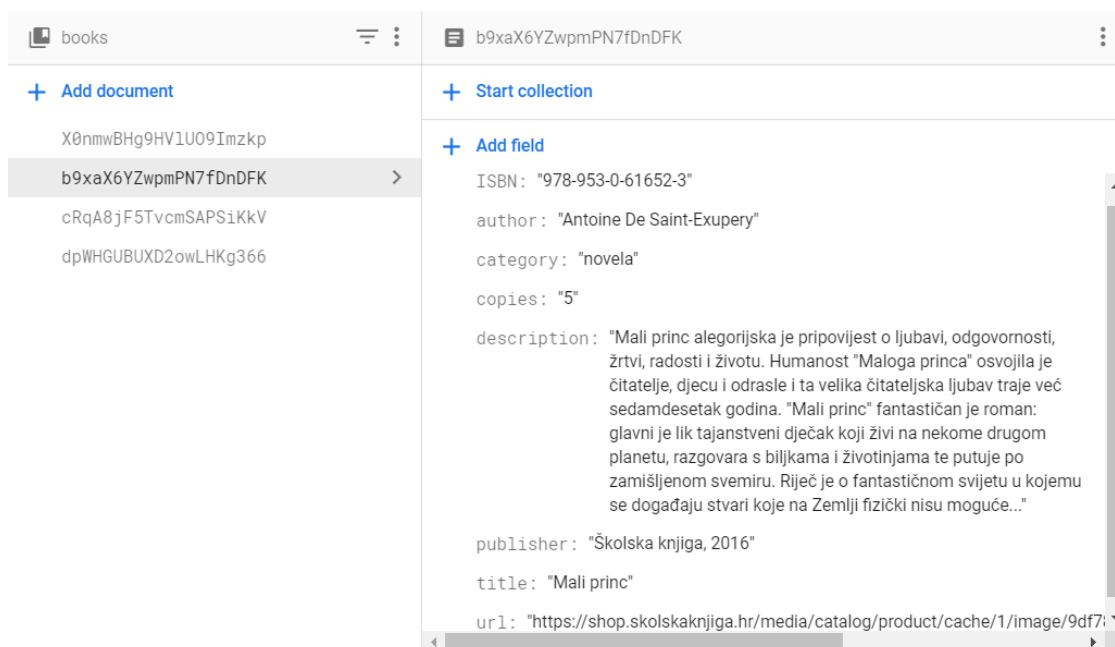 books
b9xaX6YZwpmPN7fDnDFK
Add document
Start collection
X0nmwBHg9HVlUO9Imzkp
b9xaX6YZwpmPN7fDnDFK
cRqA8jF5TvcmSAPSiKkV
dpWHGUBUXD2owLHKg366
Add field
ISBN: "978-953-0-61652-3"
author: "Antoine De Saint-Exupery"
category: "novela"
copies: "5"
description: "Mali princ alegorijska je pripovijest o ljubavi, odgovornosti,
žrtvi, radosti i životu. Humanost "Maloga princa" osvojila je
čitatelje, djecu i odrasle i ta velika čitateljska ljubav traje već
sedamdesetak godina. "Mali princ" fantastičan je roman:
glavni je lik tajanstveni dječak koji živi na nekome drugom
planetu, razgovara s biljkama i životinjama te putuje po
zamišljenom svemiru. Riječ je o fantastičnom svijetu u kojemu
se događaju stvari koje na Zemlji fizički nisu moguće..."
publisher: "Školska knjiga, 2016"
title: "Mali princ"
url: "https://shop.skolskaknjiga.hr/media/catalog/product/cache/1/image/9df78